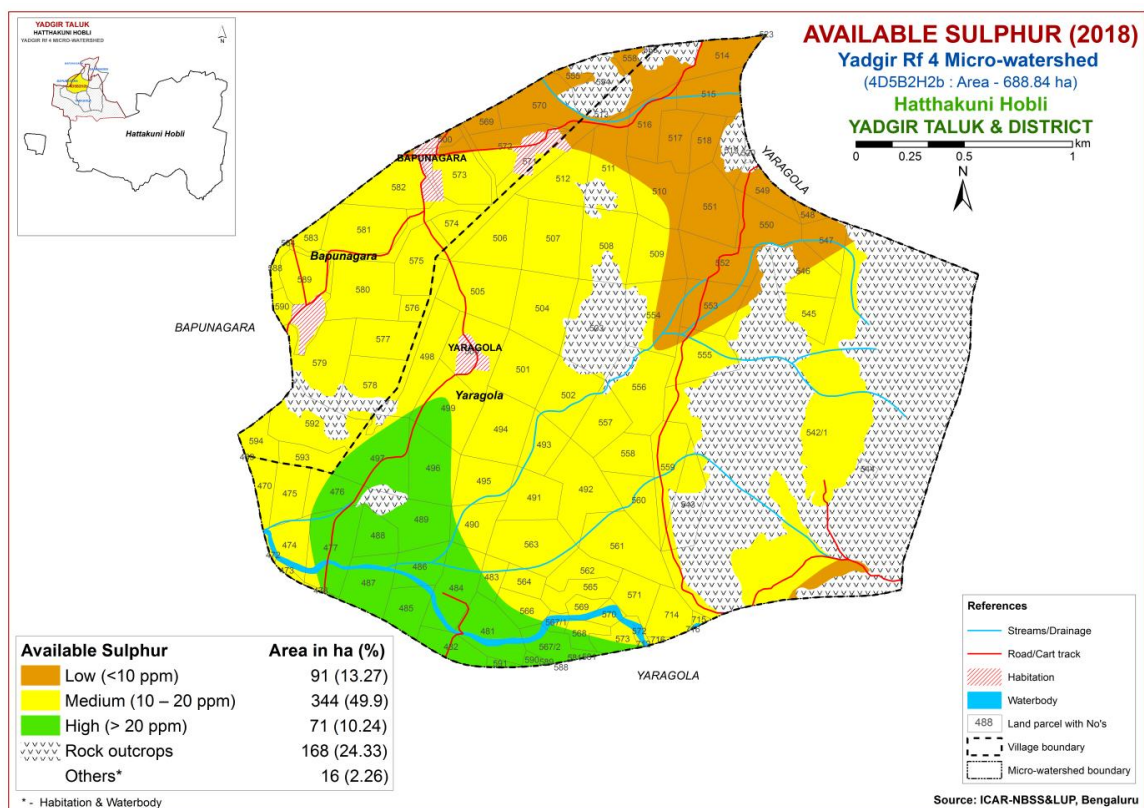 YADGIR TALUK
HATTHAKUNI HOBLI
YADGIR RF 4 MICRO-WATERSHED
N
Hattakuni Hobli
AVAILABLE SULPHUR (2018)
Yadgir Rf 4 Micro-watershed
(4D5B2H2b : Area - 688.84 ha)
Hatthakuni Hobli
YADGIR TALUK & DISTRICT
km
0 0.25 0.5 1
N
523
558 514
515
570
569 516
517 518
572
BAPUNAGARA
573
512 511
582 510
549
548
551 550
547
574
581
583
506 507 508 509
Bapunagara
575
552
546
588
589
580
505
504
553
545
590
576
554
BAPUNAGARA
577
YARAGOLA
YARAGOLA
498
555
579
501
578
502 556
Yaragola
499
592
494 493 557
542/1
594
593
497 496
558
559
544
470 475 476
495
491 492
560
543
489
490
474
477
488
563 561
473
487 486
483 562
485 484
564 565
571
566 569
570
714
715
481
567/1
568
572
573
482
567/2
591
588
YARAGOLA
Available Sulphur Area in ha (%)
Low (<10 ppm) 91 (13.27)
Medium (10 – 20 ppm) 344 (49.9)
High (> 20 ppm) 71 (10.24)
Rock outcrops 168 (24.33)
Others* 16 (2.26)
* - Habitation & Waterbody
References
Streams/Drainage
Road/Cart track
Habitation
Waterbody
488 Land parcel with No's
Village boundary
Micro-watershed boundary
Source: ICAR-NBSS&LUP, Bengaluru